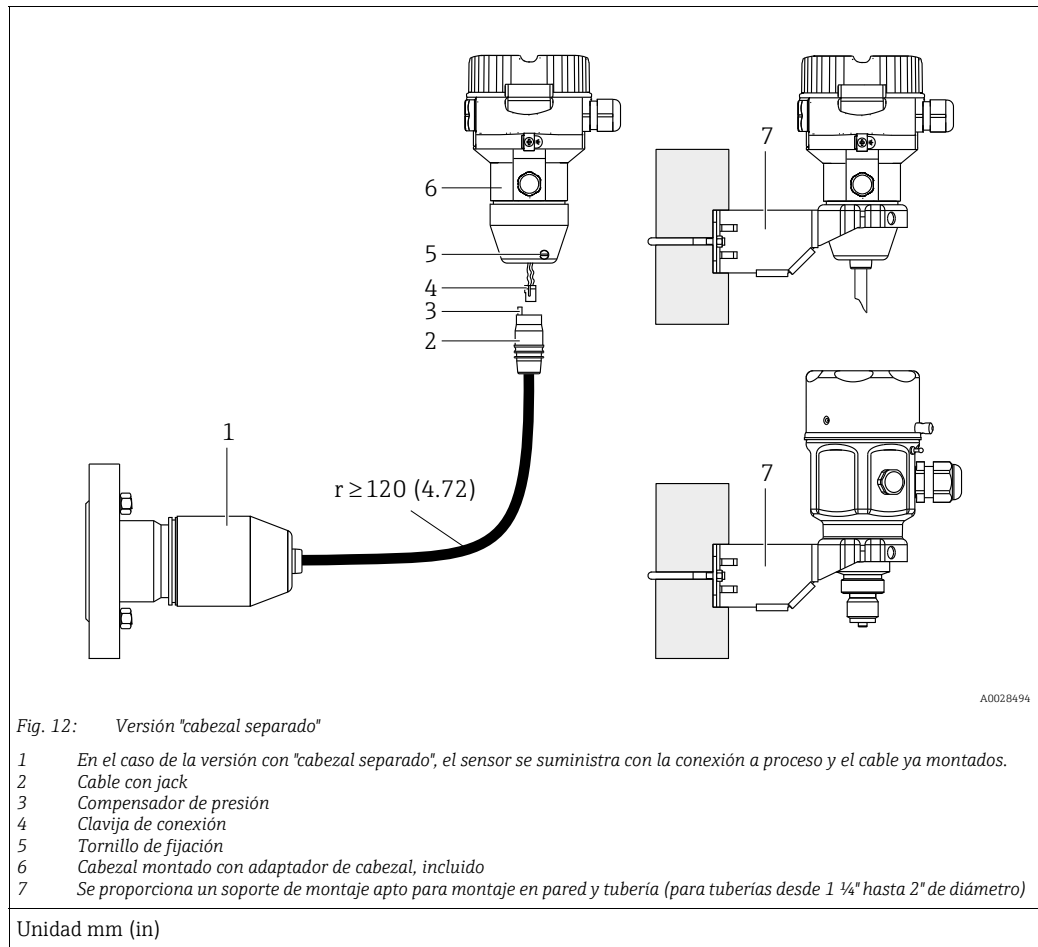 6
5
4
3
2
1
r ≥ 120 (4.72)
7
7
A0028494
Fig. 12: Versión "cabezal separado"
1 En el caso de la versión con "cabezal separado", el sensor se suministra con la conexión a proceso y el cable ya montados.
2 Cable con jack
3 Compensador de presión
4 Clavija de conexión
5 Tornillo de fijación
6 Cabezal montado con adaptador de cabezal, incluido
7 Se proporciona un soporte de montaje apto para montaje en pared y tubería (para tuberías desde 1 ¼" hasta 2" de diámetro)
Unidad mm (in)